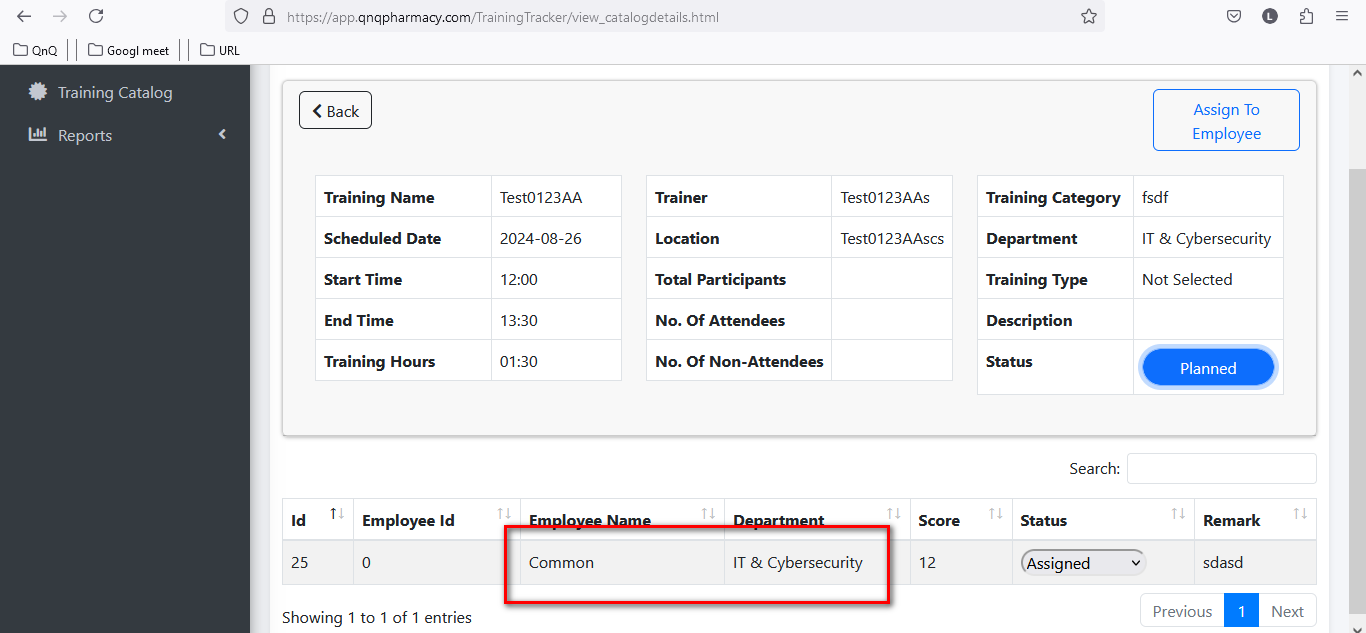 https://app.qnqpharmacy.com/TrainingTracker/view_catalogdetails.html
L
QnQ
Googl meet
URL
Training Catalog
Reports
Back
Assign To
Employee
Training Name Test0123AA
Scheduled Date 2024-08-26
Start Time 12:00
End Time 13:30
Training Hours 01:30
Trainer Test0123AAs
Location Test0123AAscs
Total Participants
No. Of Attendees
No. Of Non-Attendees
Training Category fsdf
Department IT & Cybersecurity
Training Type Not Selected
Description
Status Planned
Search:
Id Employee Id Employee Name Department Score Status Remark
25 0 Common IT & Cybersecurity 12 Assigned sdasd
Showing 1 to 1 of 1 entries
Previous 1 Next